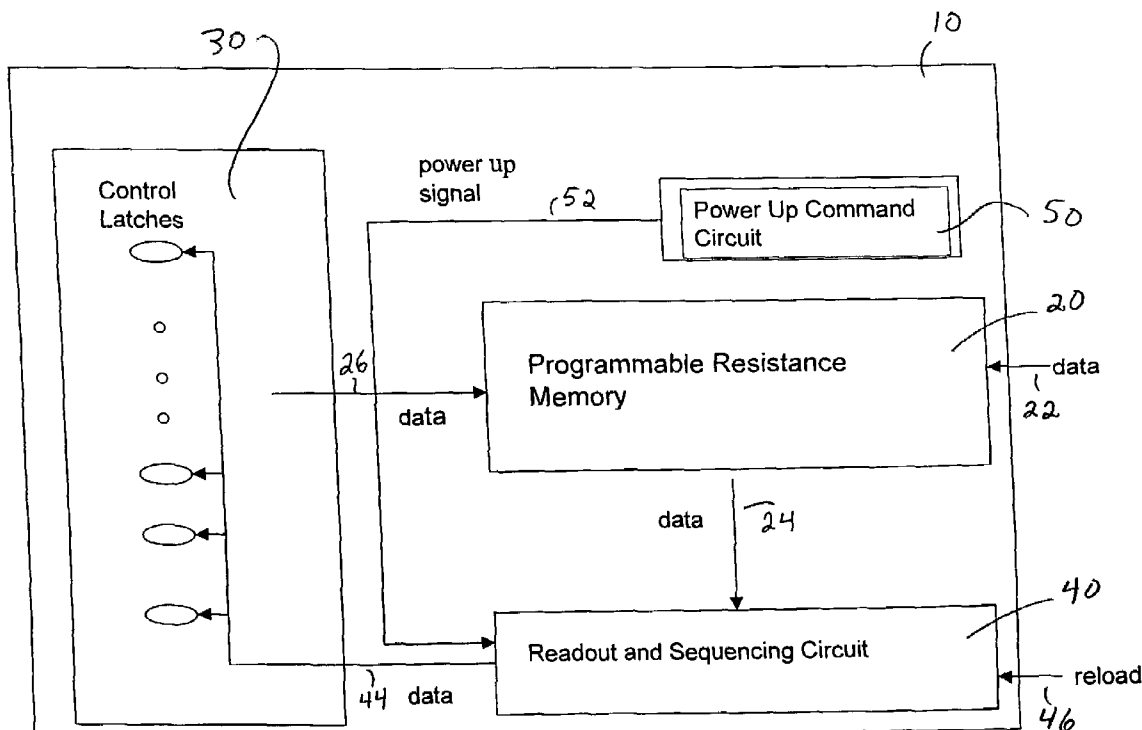 30
10
Control
Latches
power up
signal
52
Power Up Command
Circuit
50
20
Programmable Resistance
Memory
26
data
data
22
data
24
40
Readout and Sequencing Circuit
44
data
reload
46